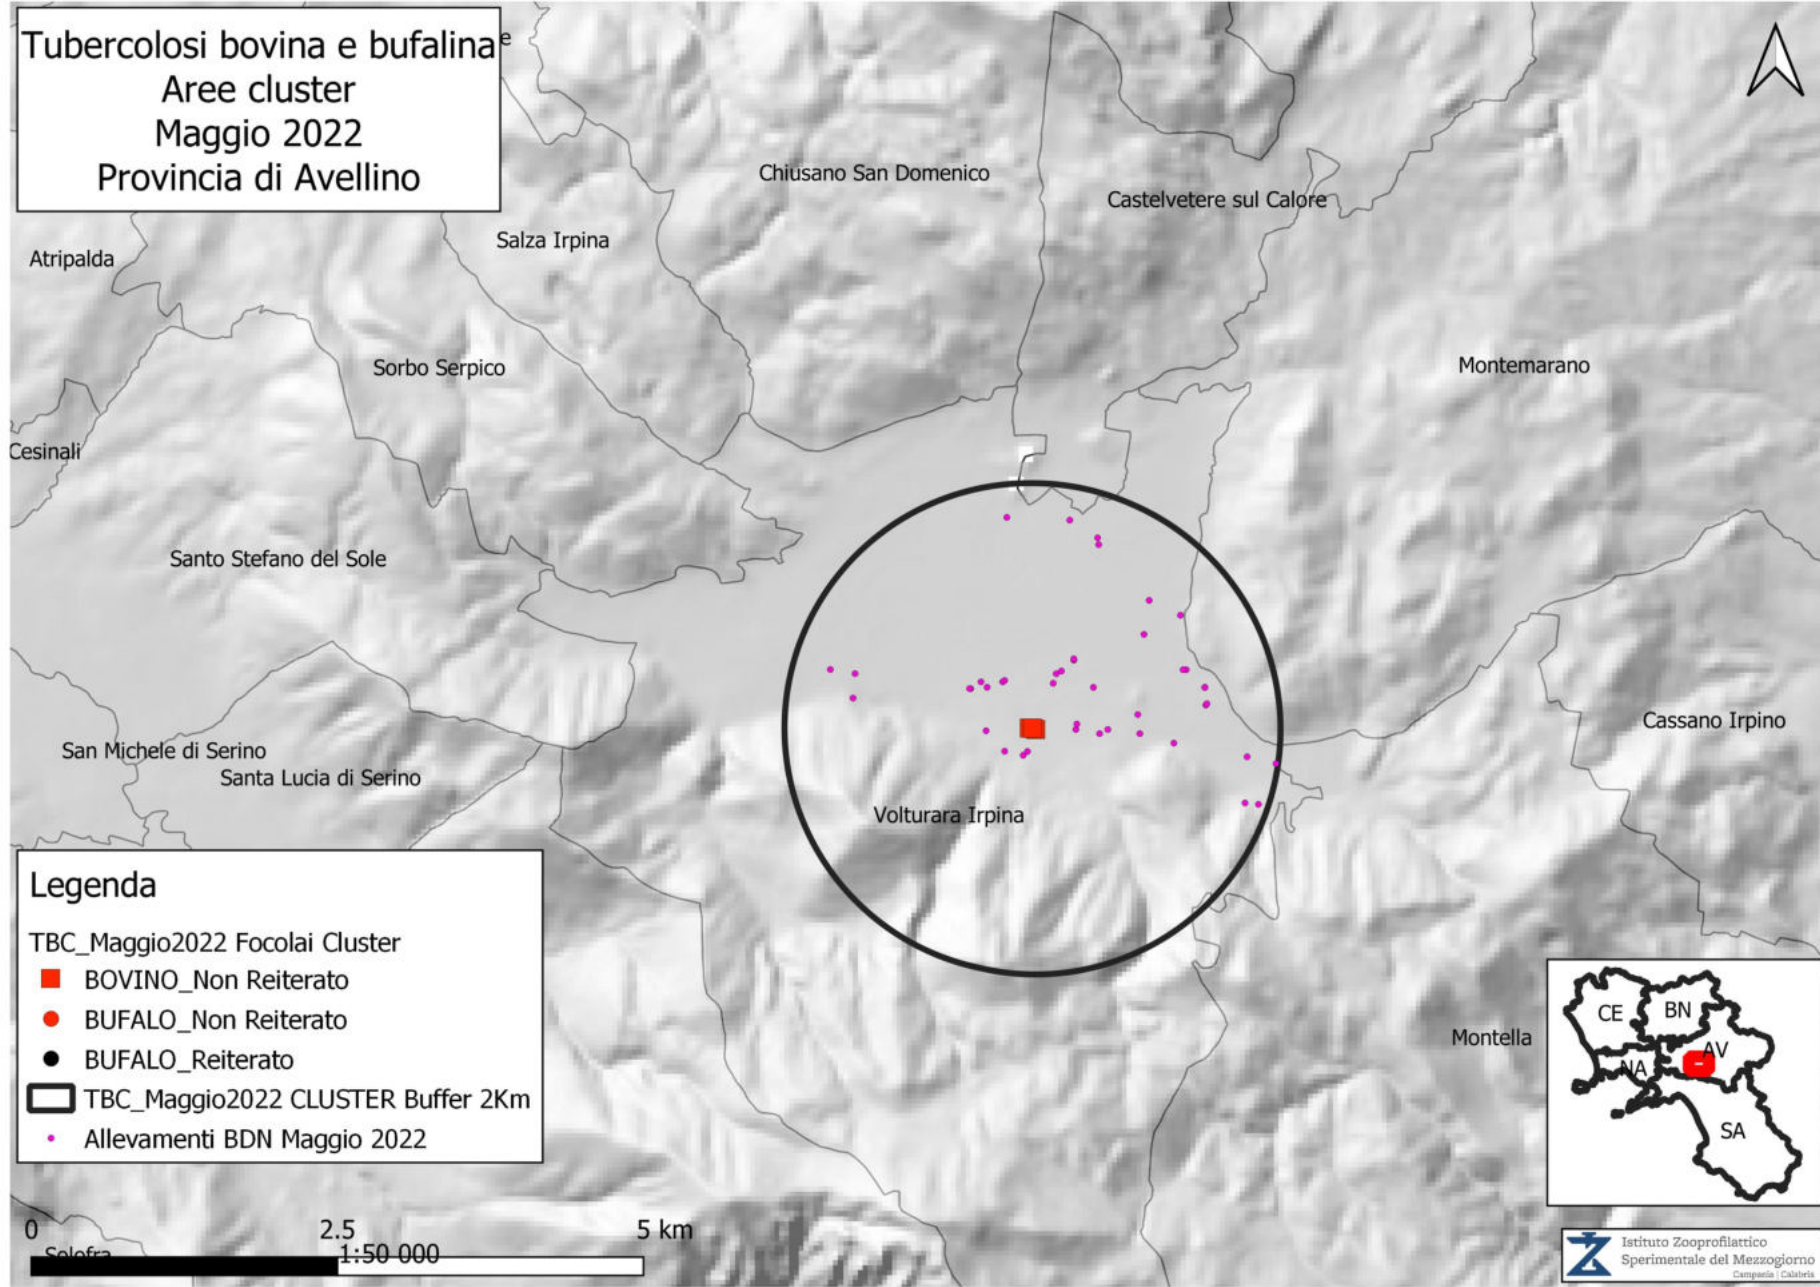 Tubercolosi bovina e bufalina
Aree cluster
Maggio 2022
Provincia di Avellino
e
Chiusano San Domenico
Castelvetere sul Calore
Salza Irpina
Atripalda
Sorbo Serpico
Montemarano
Cesinali
Santo Stefano del Sole
San Michele di Serino
Santa Lucia di Serino
Cassano Irpino
Volturara Irpina
Montella
Legenda
TBC_Maggio2022 Focolai Cluster
BOVINO_Non Reiterato
BUFALO_Non Reiterato
BUFALO_Reiterato
TBC_Maggio2022 CLUSTER Buffer 2Km
Allevamenti BDN Maggio 2022
CE
BN
AV
NA
SA
0 2.5 5 km
Solofra
1:50 000
Istituto Zooprofilattico
Sperimentale del Mezzogiorno
Campania | Calabria